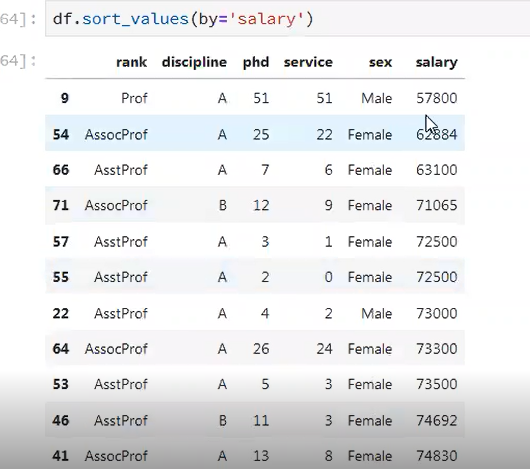 64]: df.sort_values(by='salary')
64]:
rank discipline phd service sex salary
9 Prof A 51 51 Male 57800
54 AssocProf A 25 22 Female 62884
66 AsstProf A 7 6 Female 63100
71 AssocProf B 12 9 Female 71065
57 AsstProf A 3 1 Female 72500
55 AsstProf A 2 0 Female 72500
22 AsstProf A 4 2 Male 73000
64 AssocProf A 26 24 Female 73300
53 AsstProf A 5 3 Female 73500
46 AsstProf B 11 3 Female 74692
41 AssocProf A 13 8 Female 74830